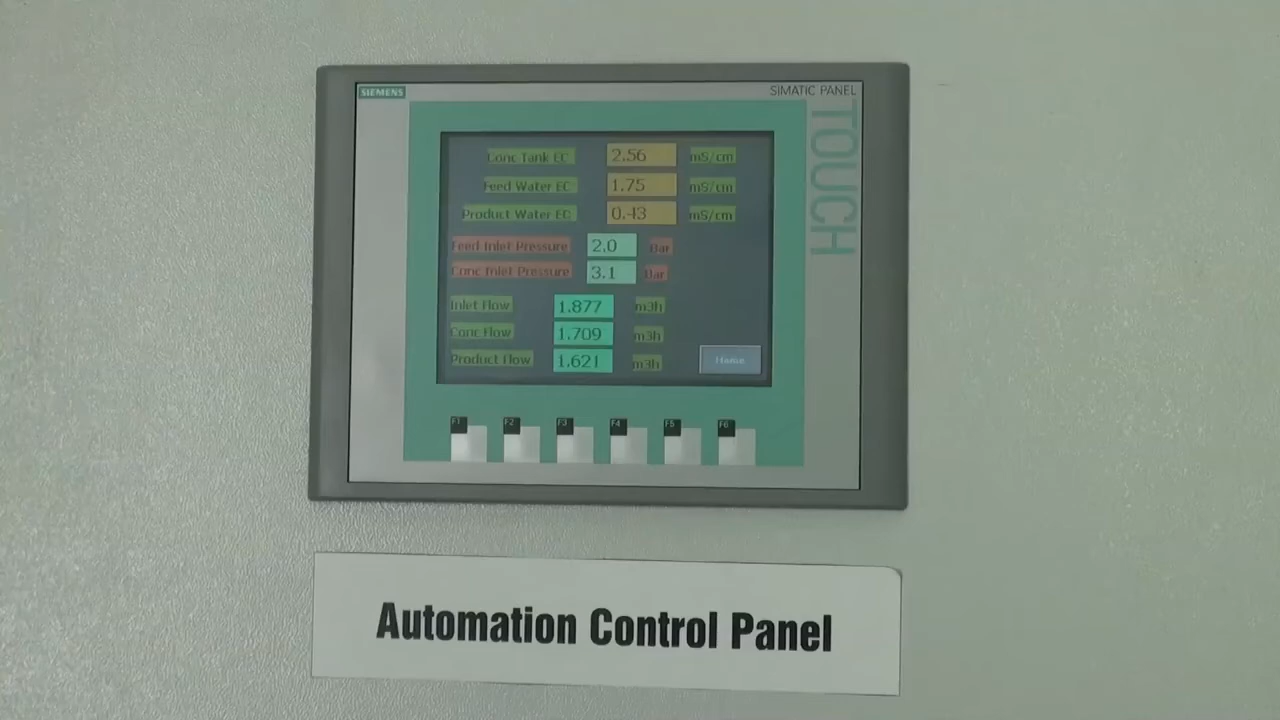 SIEMENS
SIMATIC PANEL
TOUCH
Conc Tank EC 2.56 mS/cm
Feed Water EC 1.75 mS/cm
Product Water EC 0.43 mS/cm
Feed Inlet Pressure 2.0 Bar
Conc Inlet Pressure 3.1 Bar
Inlet Flow 1.877 m3h
Conc Flow 1.709 m3h
Product Flow 1.621 m3h
Home
F1 F2 F3 F4 F5 F6
Automation Control Panel